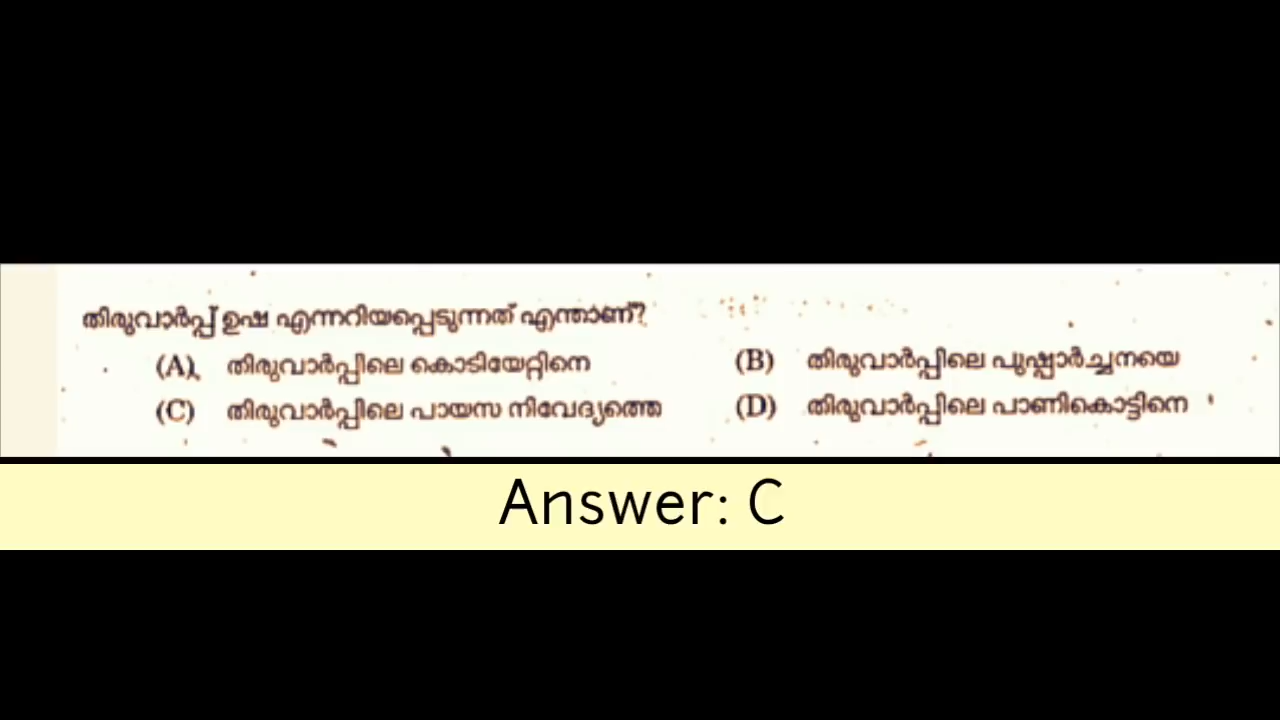 തിരുവാർപ്പ് ഉഷ എന്നറിയപ്പെടുന്നത് എന്താണ്?
(A) തിരുവാർപ്പിലെ കൊടിയേറ്റിനെ (B) തിരുവാർപ്പിലെ പുഷ്പാർച്ചനയെ
(C) തിരുവാർപ്പിലെ പായസ നിവേദ്യത്തെ (D) തിരുവാർപ്പിലെ പാണികൊട്ടിനെ
Answer: C